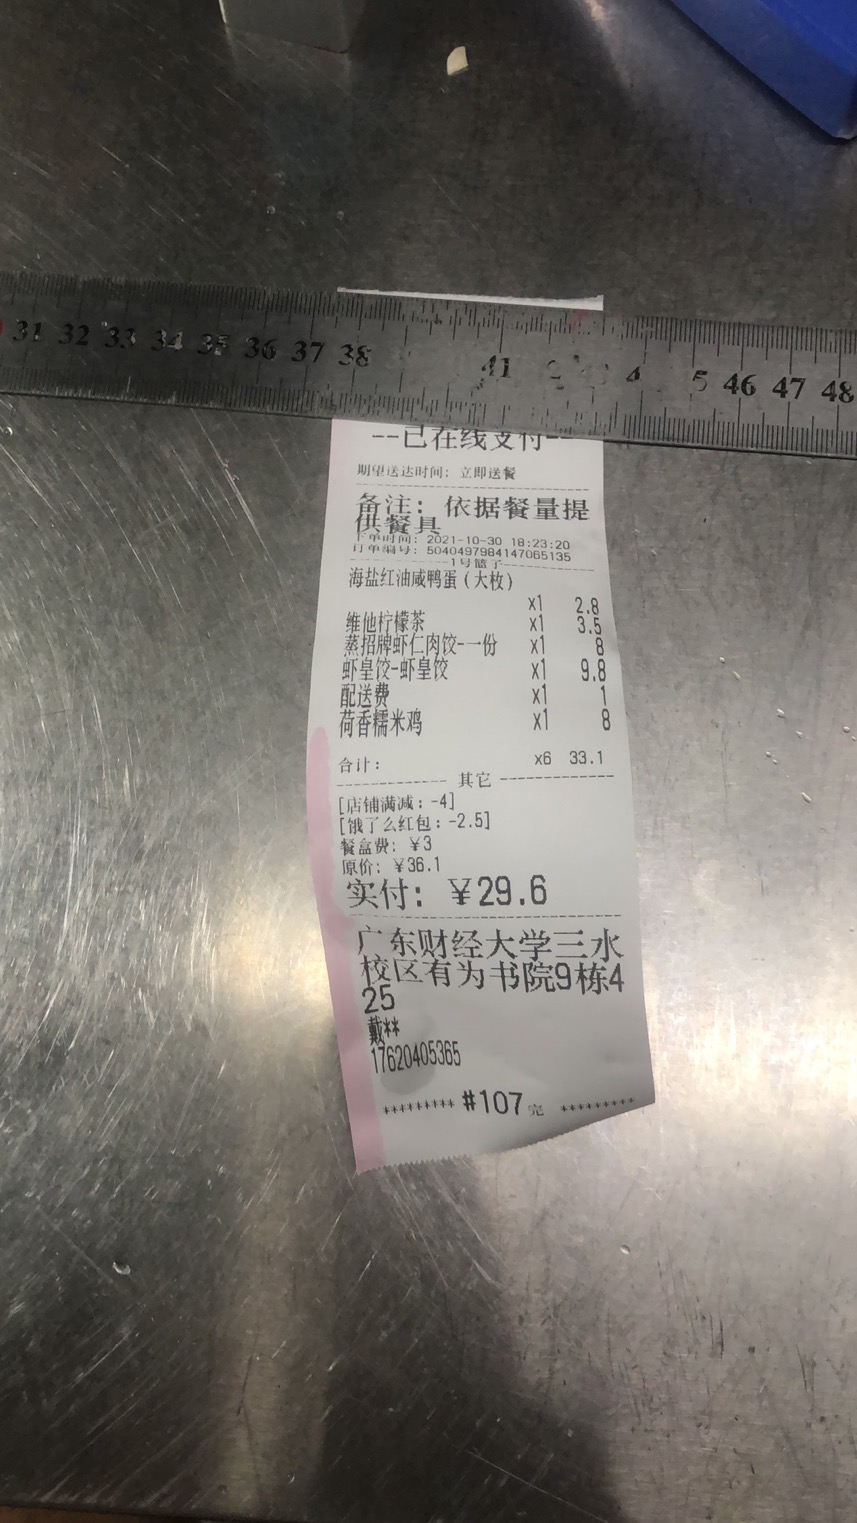 31 32 33 34 35 36 37 38 41 4 5 46 47 48
--已在线支付--
期望送达时间: 立即送餐
备注: 依据餐量提
供餐具
下单时间: 2021-10-30 18:23:20
订单编号: 5040497984147065135
1号篮子
海盐红油咸鸭蛋(大枚)
x1 2.8
维他柠檬茶 x1 3.5
蒸招牌虾仁肉饺-一份 x1 8
虾皇饺-虾皇饺 x1 9.8
配送费 x1 1
荷香糯米鸡 x1 8
合计: x6 33.1
其它
[店铺满减: -4]
[饿了么红包: -2.5]
餐盒费: ¥3
原价: ¥36.1
实付: ¥29.6
广东财经大学三水
校区有为书院9栋4
25
戴**
17620405365
********* #107 完 *********